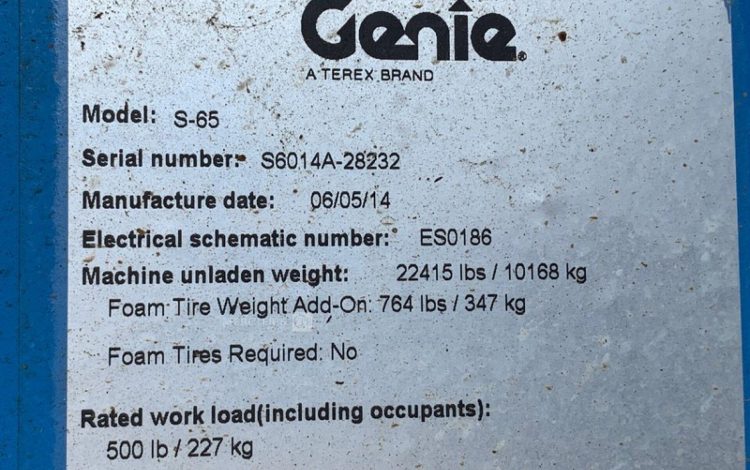 Genie®
A TEREX BRAND
Model: S-65
Serial number: S6014A-28232
Manufacture date: 06/05/14
Electrical schematic number: ES0186
Machine unladen weight: 22415 lbs / 10168 kg
Foam Tire Weight Add-On: 764 lbs / 347 kg
Foam Tires Required: No
Rated work load(including occupants):
500 lb / 227 kg